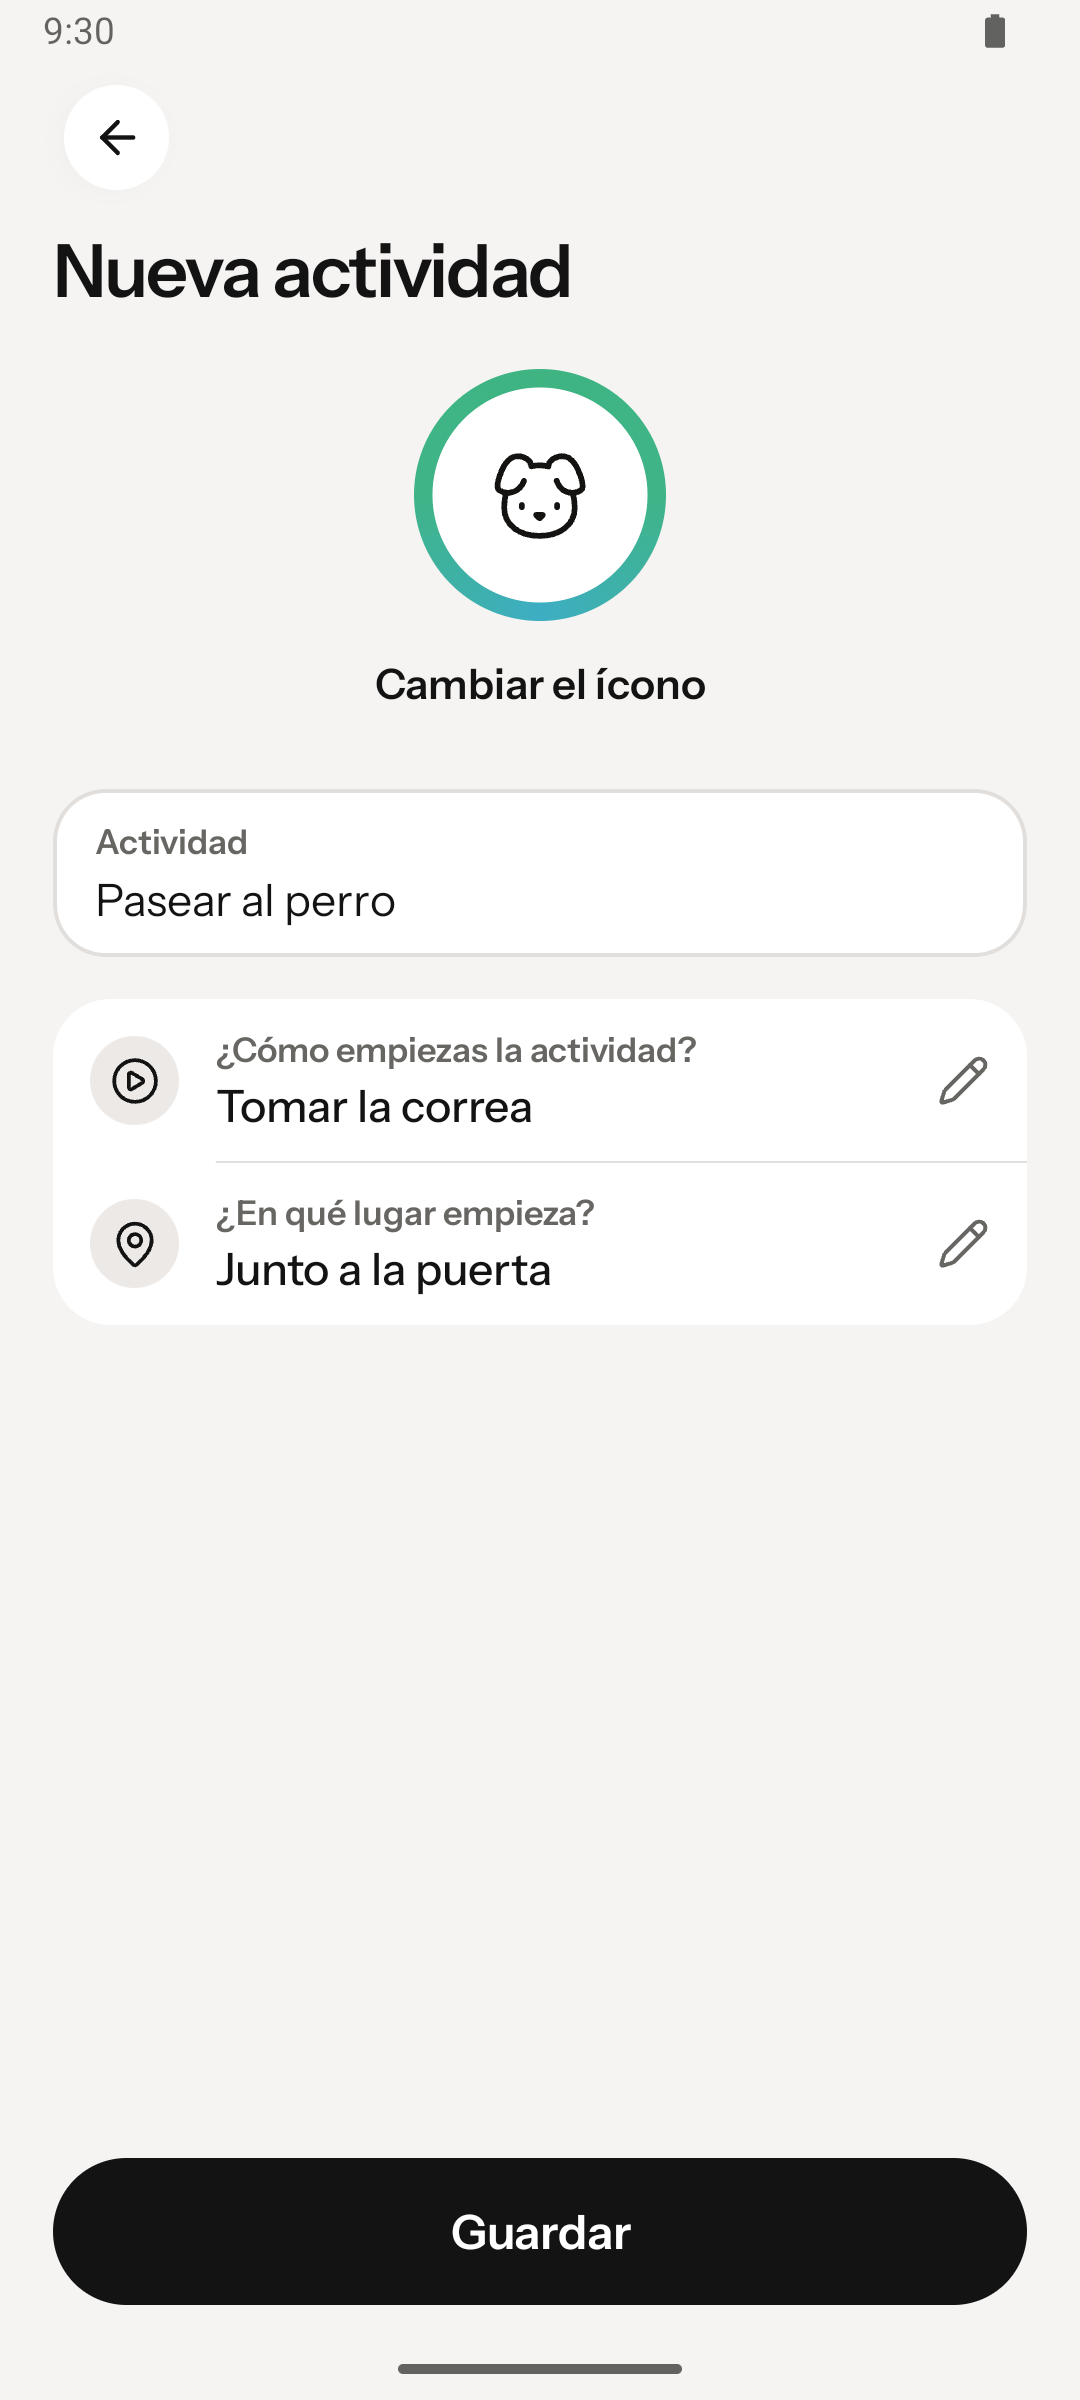 9:30
Nueva actividad
Cambiar el ícono
Actividad
Pasear al perro
¿Cómo empiezas la actividad?
Tomar la correa
¿En qué lugar empieza?
Junto a la puerta
Guardar